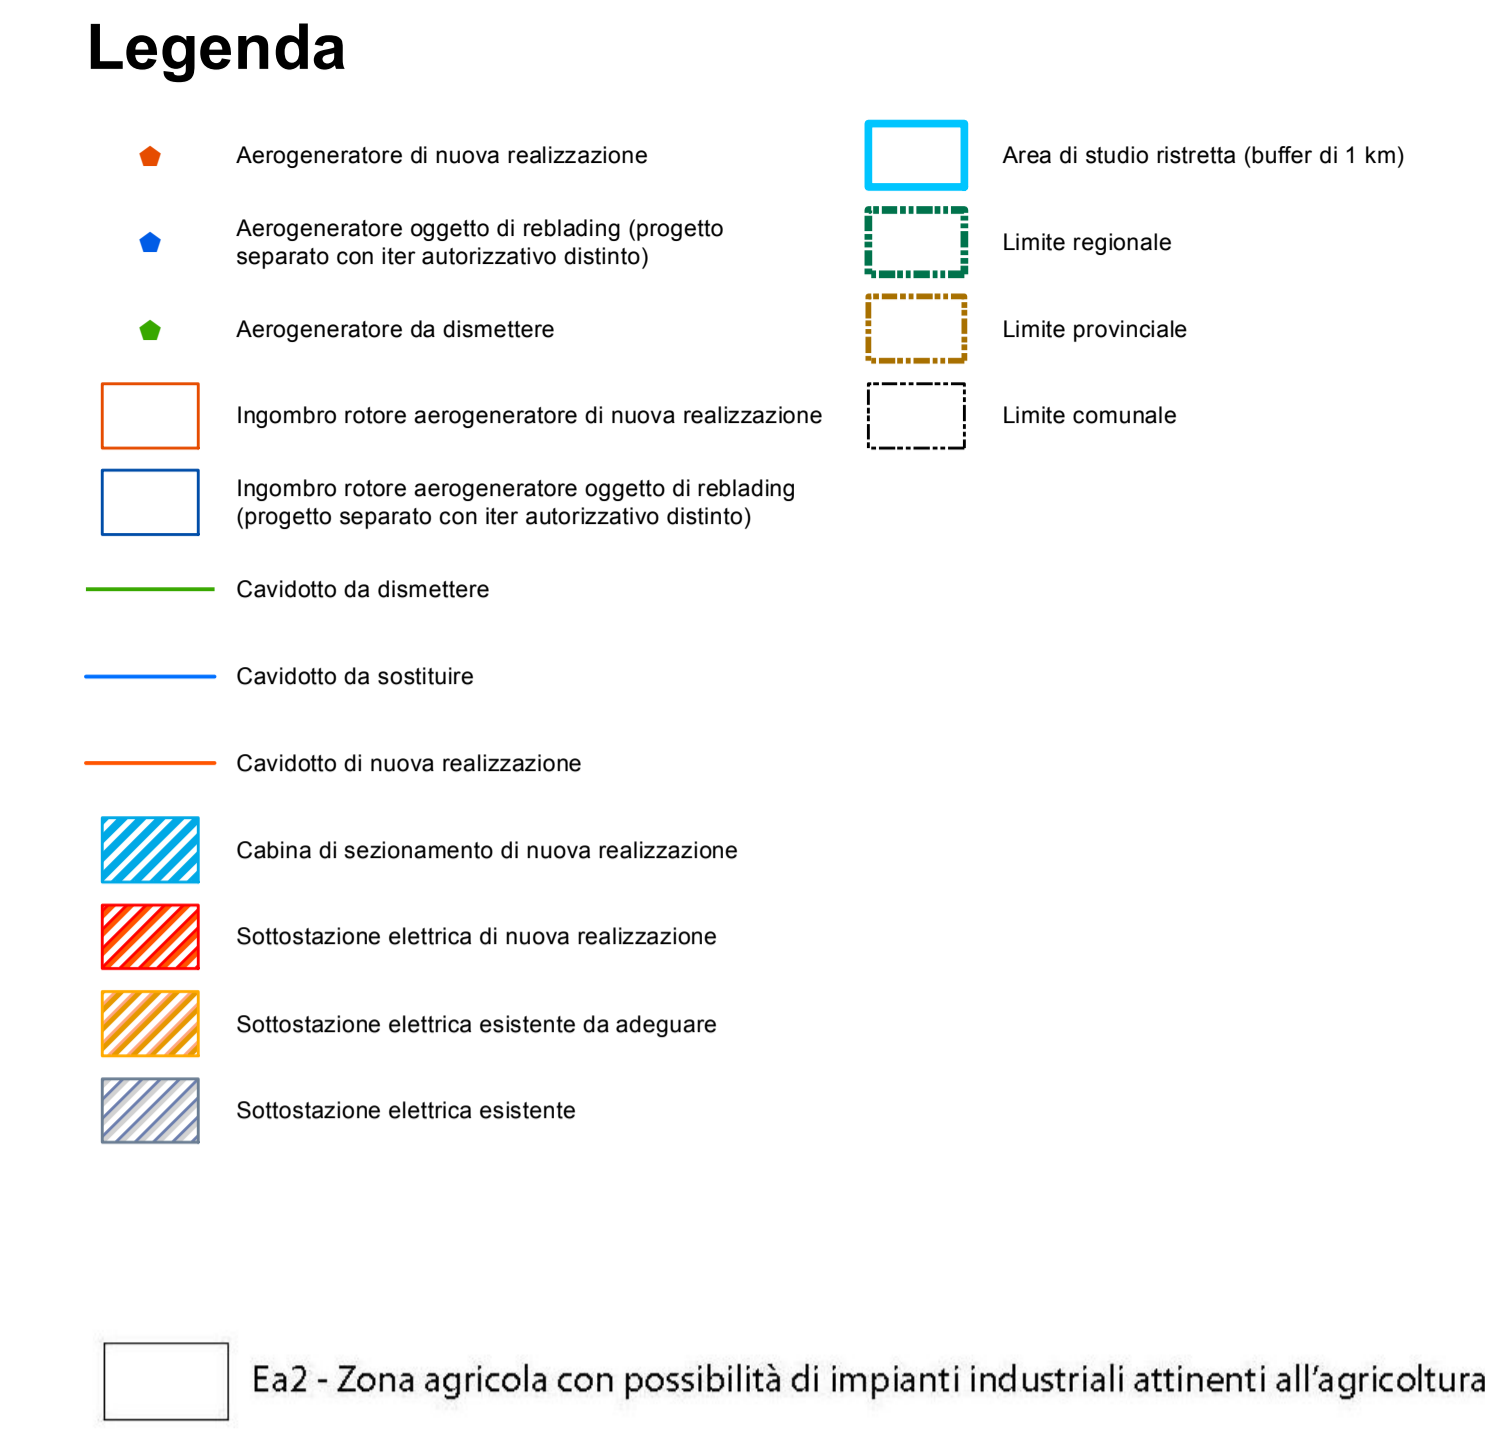 Legenda
Aerogeneratore di nuova realizzazione
Aerogeneratore oggetto di reblading (progetto
separato con iter autorizzativo distinto)
Aerogeneratore da dismettere
Ingombro rotore aerogeneratore di nuova realizzazione
Ingombro rotore aerogeneratore oggetto di reblading
(progetto separato con iter autorizzativo distinto)
Cavidotto da dismettere
Cavidotto da sostituire
Cavidotto di nuova realizzazione
Cabina di sezionamento di nuova realizzazione
Sottostazione elettrica di nuova realizzazione
Sottostazione elettrica esistente da adeguare
Sottostazione elettrica esistente
Area di studio ristretta (buffer di 1 km)
Limite regionale
Limite provinciale
Limite comunale
Ea2 - Zona agricola con possibilità di impianti industriali attinenti all'agricoltura